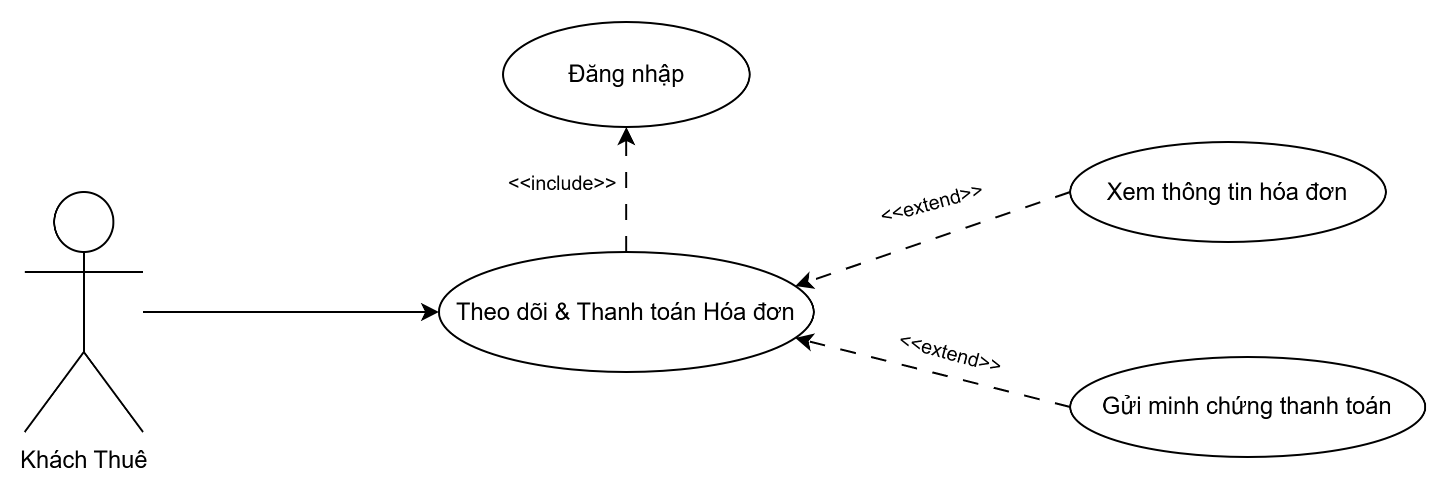 Đăng nhập
<<include>>
<<extend>>
Xem thông tin hóa đơn
Theo dõi & Thanh toán Hóa đơn
<<extend>>
Gửi minh chứng thanh toán
Khách Thuê